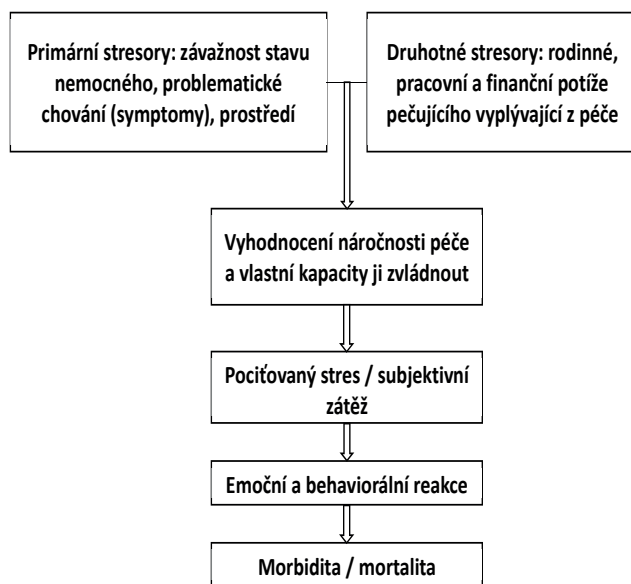 Primární stresory: závažnost stavu
nemocného, problematické
chování (symptomy), prostředí
Druhotné stresory: rodinné,
pracovní a finanční potíže
pečujícího vyplývající z péče
Vyhodnocení náročnosti péče
a vlastní kapacity ji zvládnout
Pociťovaný stres / subjektivní
zátěž
Emoční a behaviorální reakce
Morbidita / mortalita